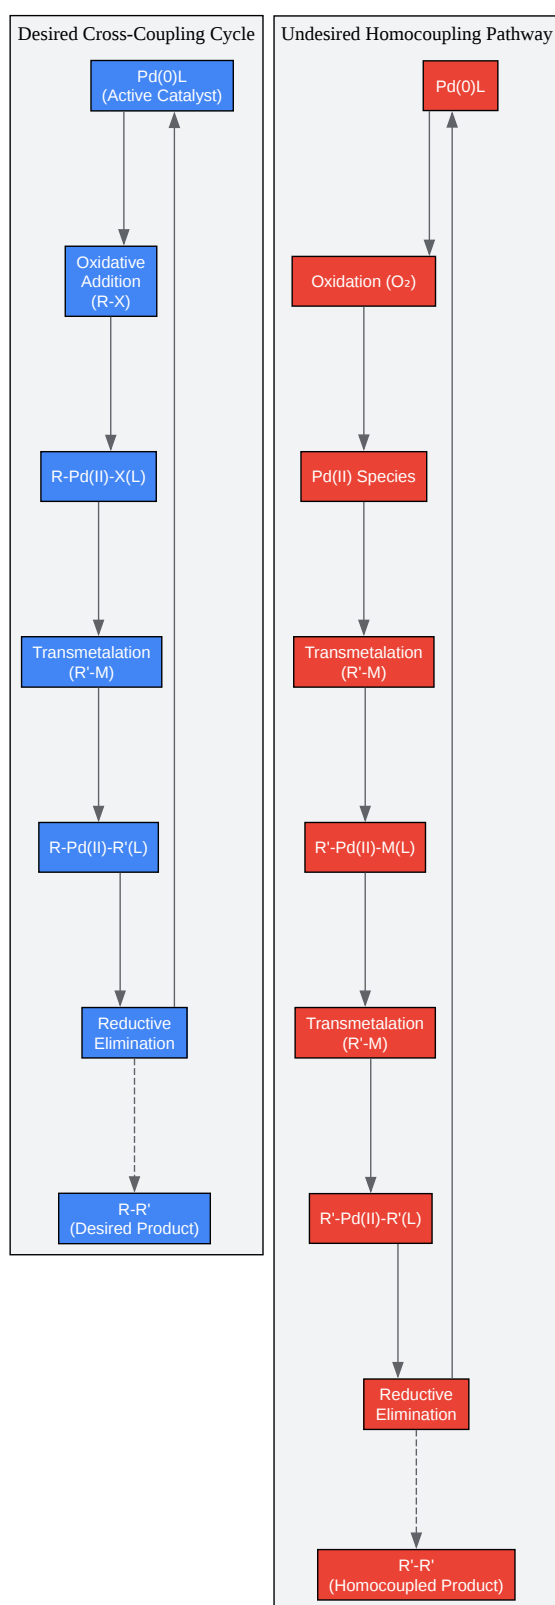 Desired Cross-Coupling Cycle
Pd(0)L
(Active Catalyst)
Oxidative
Addition
(R-X)
R-Pd(II)-X(L)
Transmetalation
(R'-M)
R-Pd(II)-R'(L)
Reductive
Elimination
R-R'
(Desired Product)
Undesired Homocoupling Pathway
Pd(0)L
Oxidation (O₂)
Pd(II) Species
Transmetalation
(R'-M)
R'-Pd(II)-M(L)
Transmetalation
(R'-M)
R'-Pd(II)-R'(L)
Reductive
Elimination
R'-R'
(Homocoupled Product)